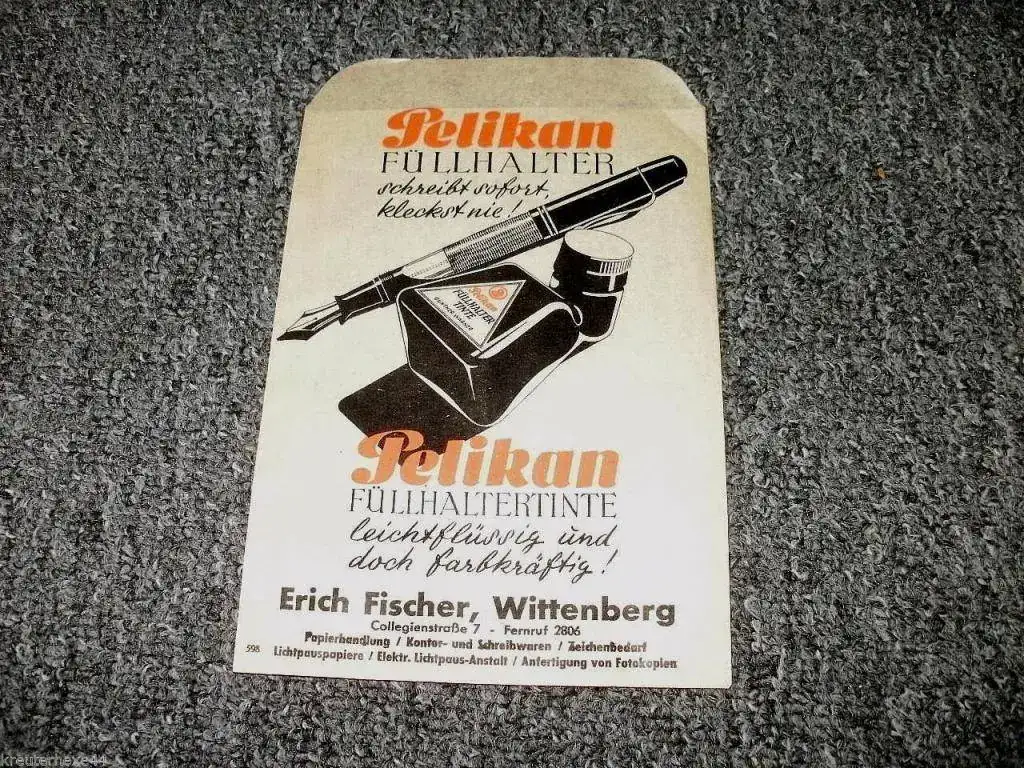 Pelikan
FÜLLHALTER
schreibt sofort,
kleckst nie!
Pelikan
FÜLLHALTER
TINTE
Pelikan
FÜLLHALTERTINTE
leichtflüssig und
doch farbkräftig!
Erich Fischer, Wittenberg
Collegienstraße 7 - Fernruf 2806
Papierhandlung / Kontor- und Schreibwaren / Zeichenbedarf
598 Lichtpauspapiere / Elektr. Lichtpaus-Anstalt / Anfertigung von Fotokopien
kreuterhexe44